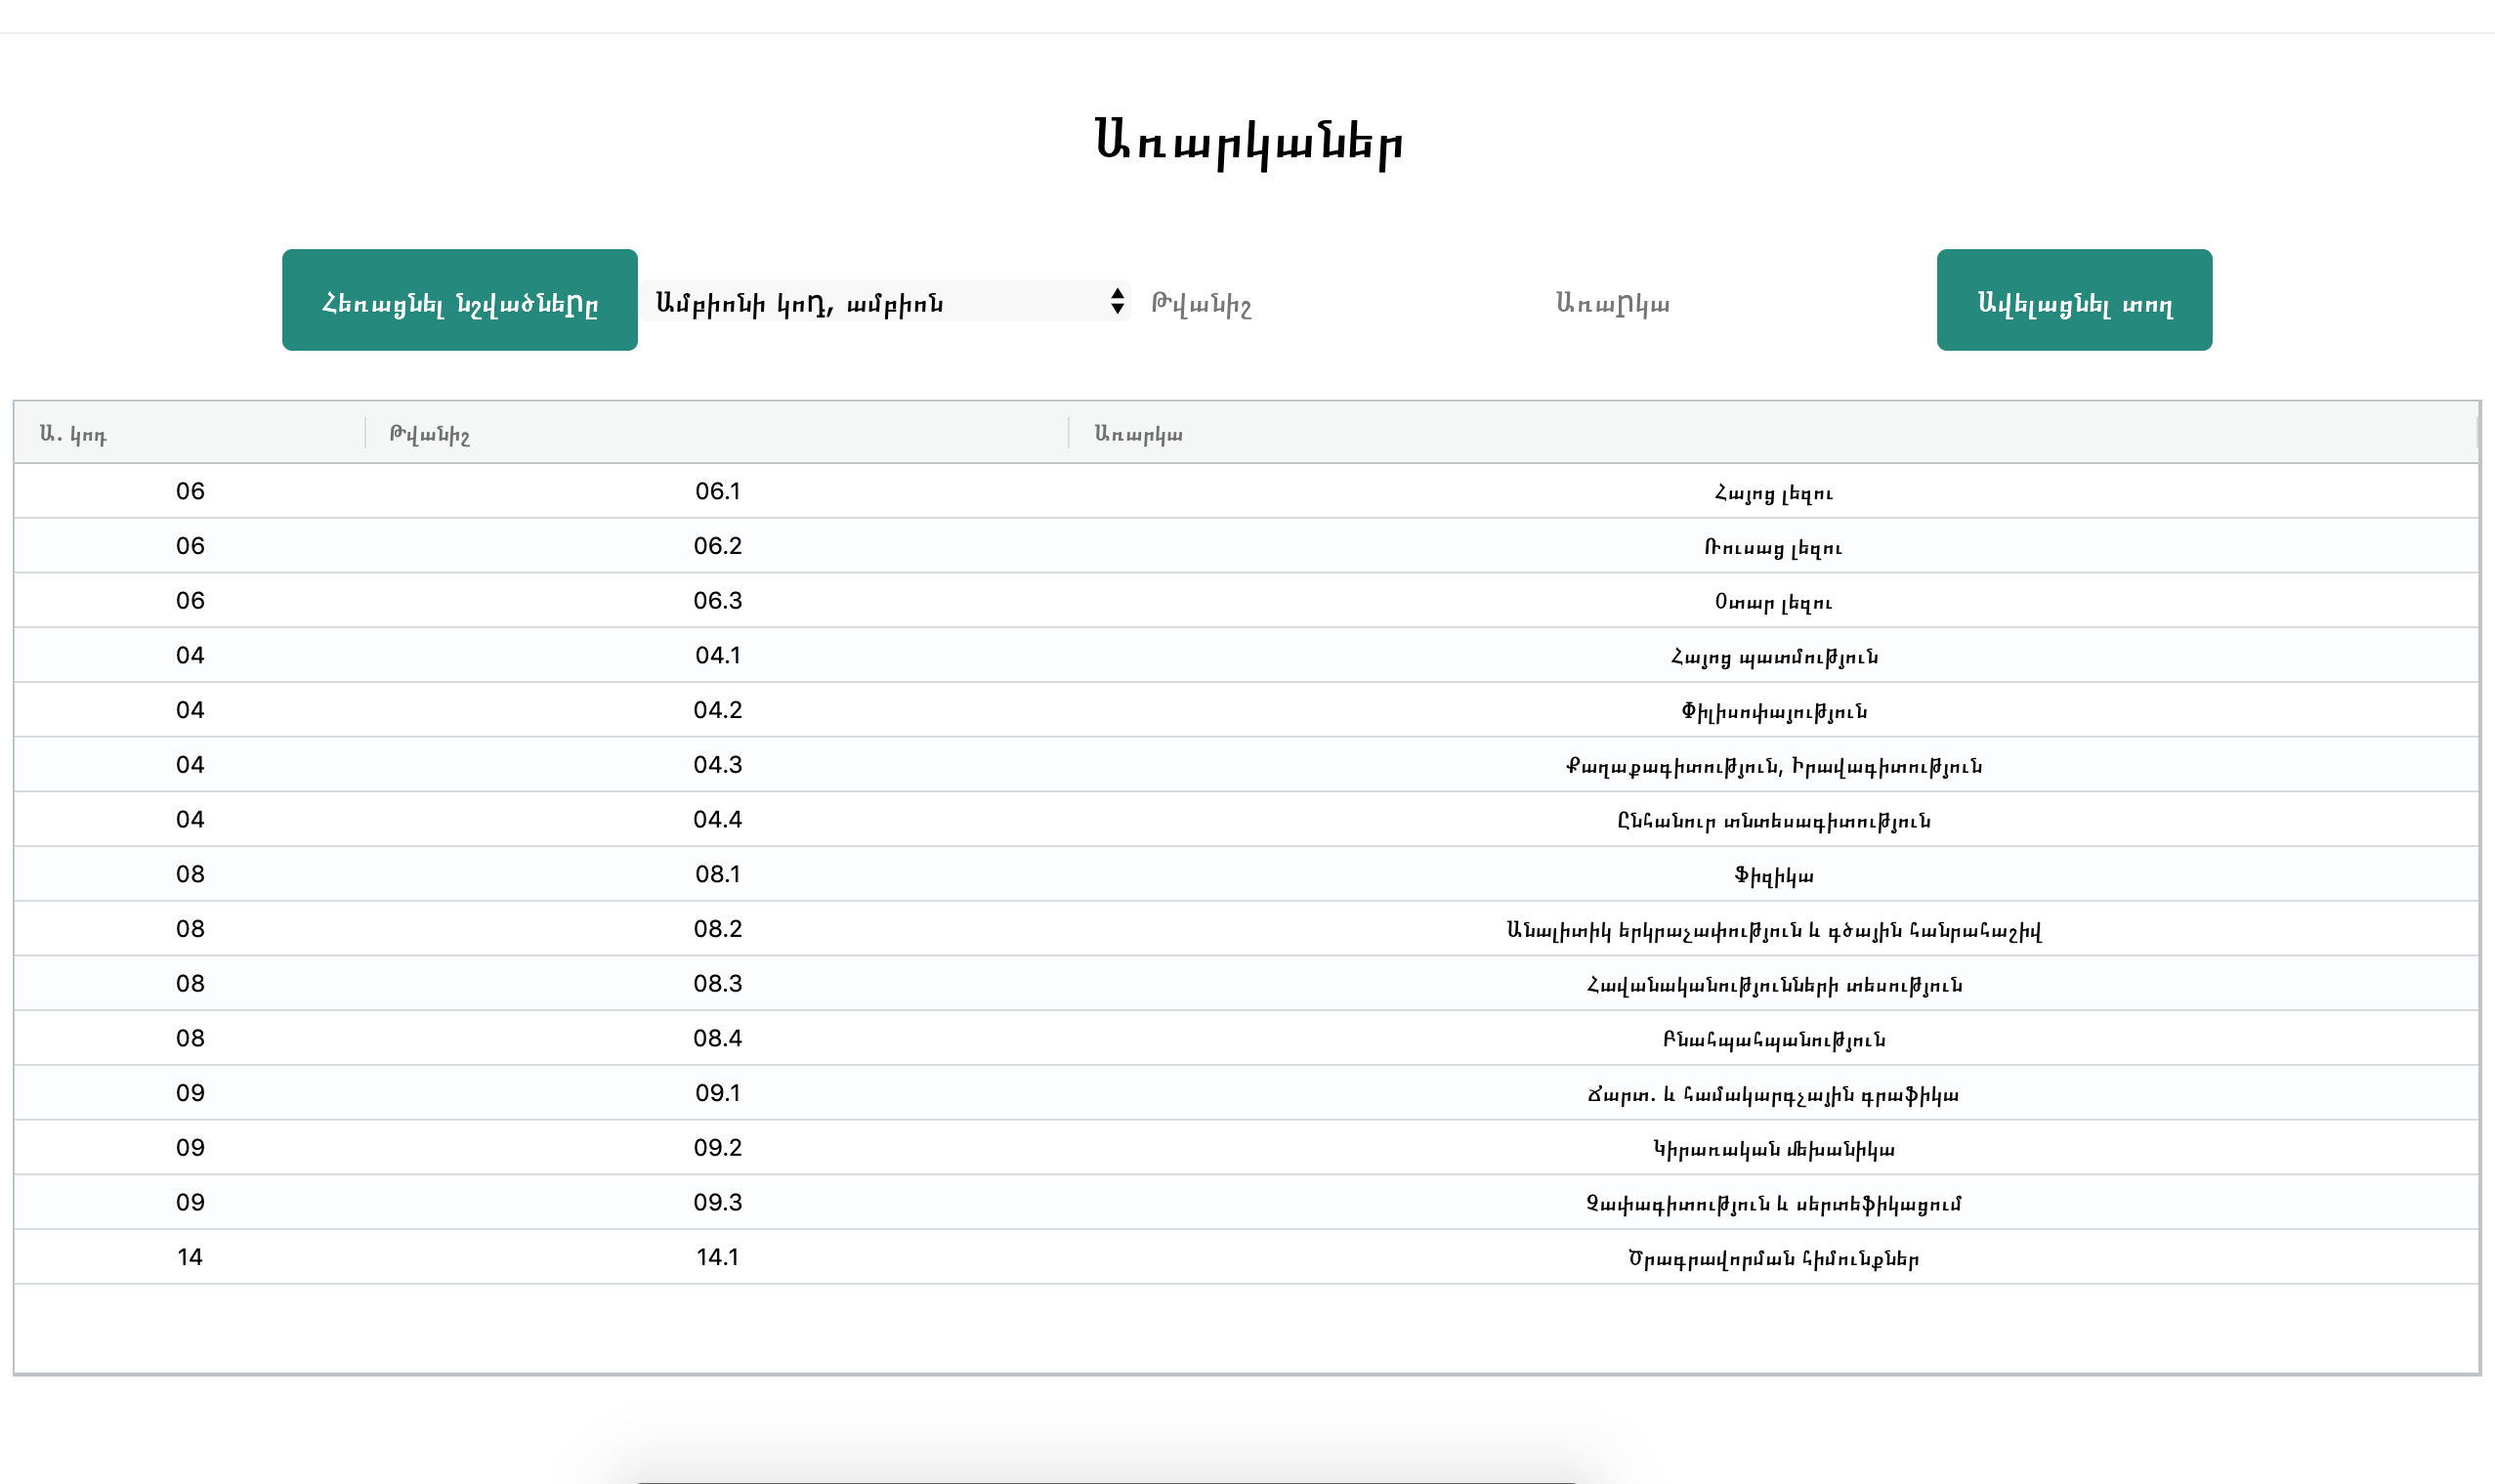 Առարկաներ
Հեռացնել նշվածները Ամբիոնի կոդ, ամբիոն Թվանիշ Առարկա Ավելացնել տող
Ա. կոդ Թվանիշ Առարկա
06 06.1 Հայոց լեզու
06 06.2 Ռուսաց լեզու
06 06.3 Օտար լեզու
04 04.1 Հայոց պատմություն
04 04.2 Փիլիսոփայություն
04 04.3 Քաղաքագիտություն, Իրավագիտություն
04 04.4 Ընհանուր տնտեսագիտություն
08 08.1 Ֆիզիկա
08 08.2 Անալիտիկ երկրաչափություն և գծային հանրահաշիվ
08 08.3 Հավանականությունների տեսություն
08 08.4 Բնահպահպանություն
09 09.1 Ճարտ. և համակարգչային գրաֆիկա
09 09.2 Կիրառական մեխանիկա
09 09.3 Չափագիտություն և սերտեֆիկացում
14 14.1 Ծրագրավորման հիմունքներ